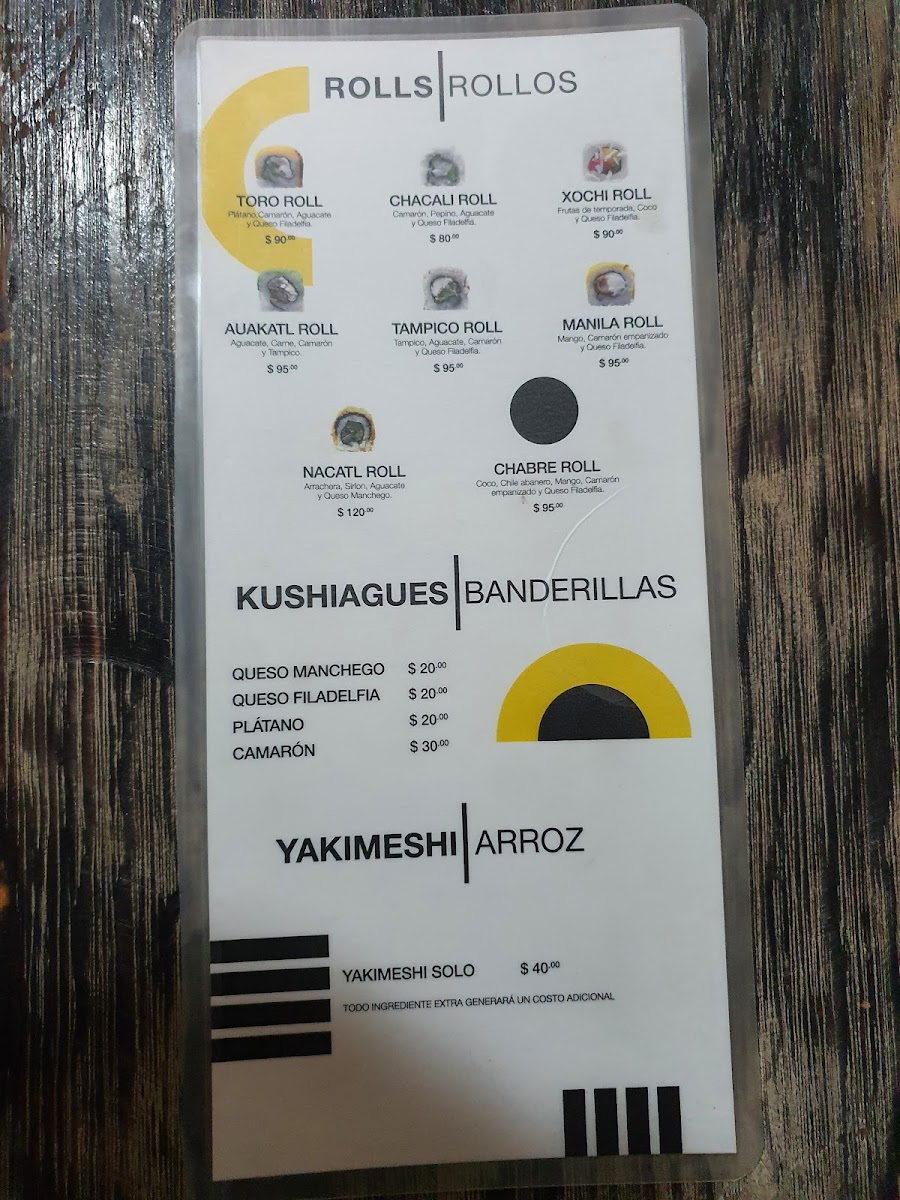 ROLLS|ROLLOS
TORO ROLL
Plátano, Camarón, Aguacate
y Queso Filadelfia.
$ 90.00
CHACALI ROLL
Camarón, Pepino, Aguacate
y Queso Filadelfia.
$ 80.00
XOCHI ROLL
Frutas de temporada, Coco
y Queso Filadelfia.
$ 90.00
AUAKATL ROLL
Aguacate, Carne, Camarón
y Tampico.
$ 95.00
TAMPICO ROLL
Tampico, Aguacate, Camarón
y Queso Filadelfia.
$ 95.00
MANILA ROLL
Mango, Camarón empanizado
y Queso Filadelfia.
$ 95.00
NACATL ROLL
Arrachera, Sirlon, Aguacate
y Queso Manchego.
$ 120.00
CHABRE ROLL
Coco, Chile abanero, Mango, Camarón
empanizado y Queso Filadelfia.
$ 95.00
KUSHIAGUES|BANDERILLAS
QUESO MANCHEGO $ 20.00
QUESO FILADELFIA $ 20.00
PLÁTANO $ 20.00
CAMARÓN $ 30.00
YAKIMESHI|ARROZ
YAKIMESHI SOLO $ 40.00
TODO INGREDIENTE EXTRA GENERARÁ UN COSTO ADICIONAL